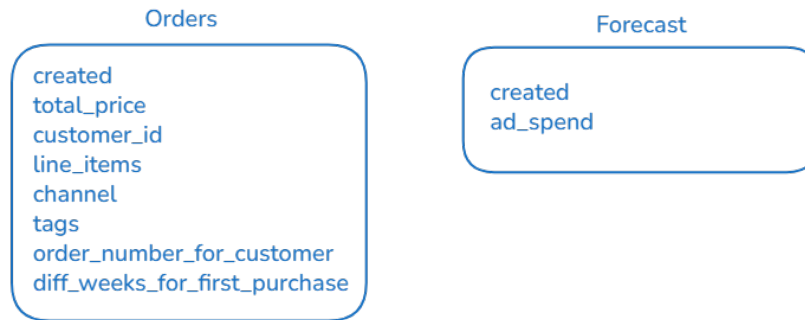 Orders
created
total_price
customer_id
line_items
channel
tags
order_number_for_customer
diff_weeks_for_first_purchase
Forecast
created
ad_spend